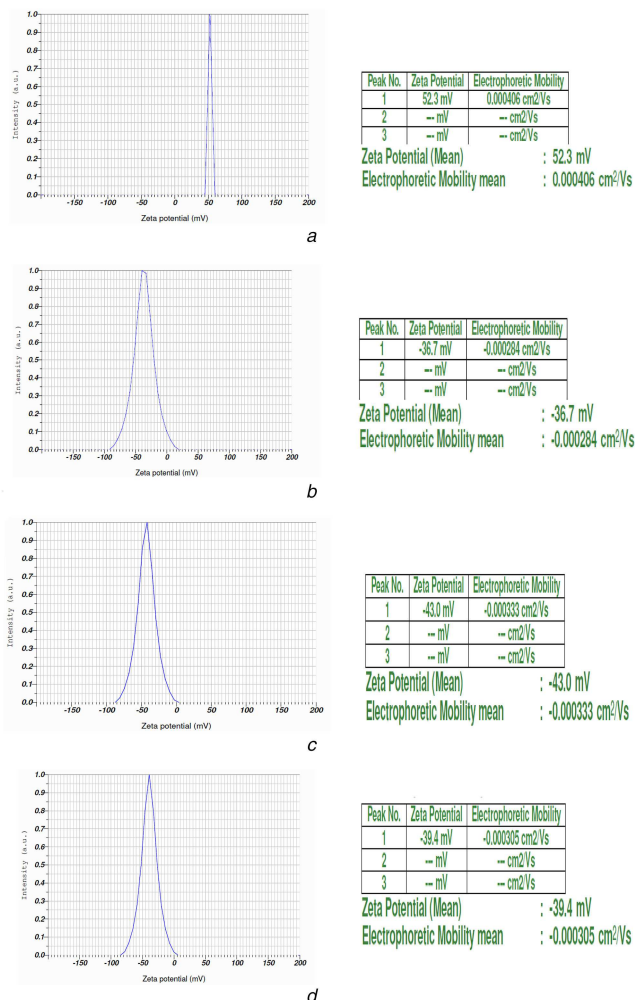 1.0
0.9
0.8
0.7
0.6
0.5
0.4
0.3
0.2
0.1
0.0
Intensity (a.u.)
-150 -100 -50 0 50 100 150 200
Zeta potential (mV)
Peak No. Zeta Potential Electrophoretic Mobility
1 52.3 mV 0.000406 cm2/Vs
2 --- mV --- cm2/Vs
3 --- mV --- cm2/Vs
Zeta Potential (Mean) : 52.3 mV
Electrophoretic Mobility mean : 0.000406 cm²/Vs
a
1.0
0.9
0.8
0.7
0.6
0.5
0.4
0.3
0.2
0.1
0.0
Intensity (a.u.)
-150 -100 -50 0 50 100 150 200
Zeta potential (mV)
Peak No. Zeta Potential Electrophoretic Mobility
1 -36.7 mV -0.000284 cm2/Vs
2 --- mV --- cm2/Vs
3 --- mV --- cm2/Vs
Zeta Potential (Mean) : -36.7 mV
Electrophoretic Mobility mean : -0.000284 cm²/Vs
b
1.0
0.9
0.8
0.7
0.6
0.5
0.4
0.3
0.2
0.1
0.0
Intensity (a.u.)
-150 -100 -50 0 50 100 150 200
Zeta potential (mV)
Peak No. Zeta Potential Electrophoretic Mobility
1 -43.0 mV -0.000333 cm2/Vs
2 --- mV --- cm2/Vs
3 --- mV --- cm2/Vs
Zeta Potential (Mean) : -43.0 mV
Electrophoretic Mobility mean : -0.000333 cm²/Vs
c
1.0
0.9
0.8
0.7
0.6
0.5
0.4
0.3
0.2
0.1
0.0
Intensity (a.u.)
-150 -100 -50 0 50 100 150 200
Zeta potential (mV)
Peak No. Zeta Potential Electrophoretic Mobility
1 -39.4 mV -0.000305 cm2/Vs
2 --- mV --- cm2/Vs
3 --- mV --- cm2/Vs
Zeta Potential (Mean) : -39.4 mV
Electrophoretic Mobility mean : -0.000305 cm²/Vs
d